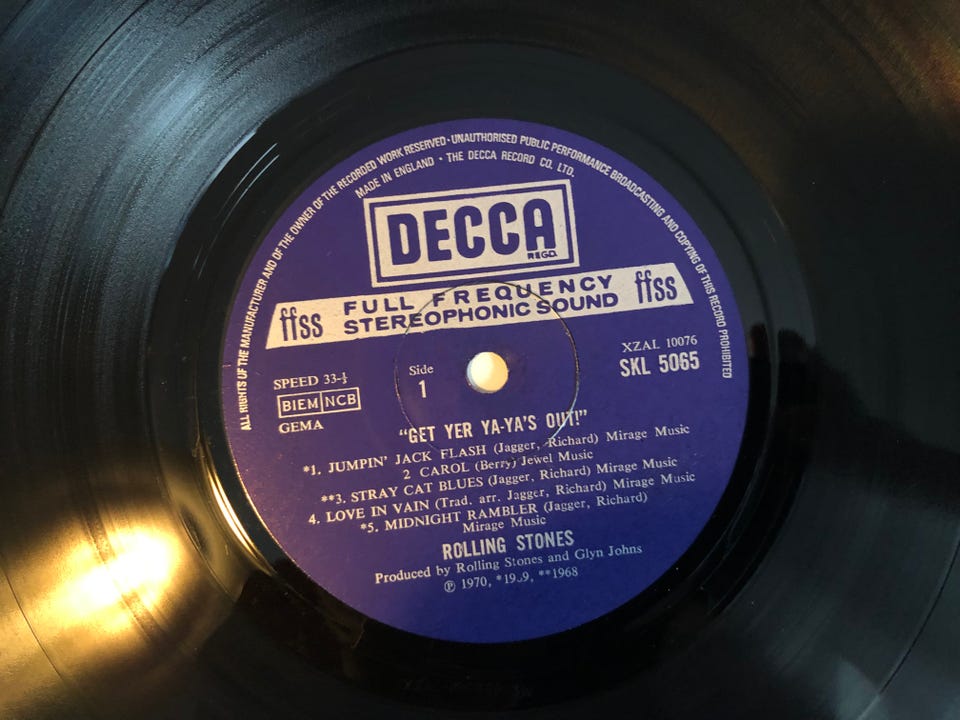 ALL RIGHTS OF THE MANUFACTURER AND OF THE OWNER OF THE RECORDED WORK RESERVED · UNAUTHORISED PUBLIC PERFORMANCE BROADCASTING AND COPYING OF THIS RECORD PROHIBITED
MADE IN ENGLAND · THE DECCA RECORD CO. LTD.
DECCA
REGD.
ffss FULL FREQUENCY ffss
STEREOPHONIC SOUND
XZAL 10076
SKL 5065
SPEED 33-⅓
BIEM NCB
GEMA
Side
1
“GET YER YA-YA'S OUT!”
*1. JUMPIN' JACK FLASH (Jagger, Richard) Mirage Music
2 CAROL (Berry) Jewel Music
**3. STRAY CAT BLUES (Jagger, Richard) Mirage Music
4. LOVE IN VAIN (Trad. arr. Jagger, Richard) Mirage Music
*5. MIDNIGHT RAMBLER (Jagger, Richard)
Mirage Music
ROLLING STONES
Produced by Rolling Stones and Glyn Johns
℗ 1970, **1968